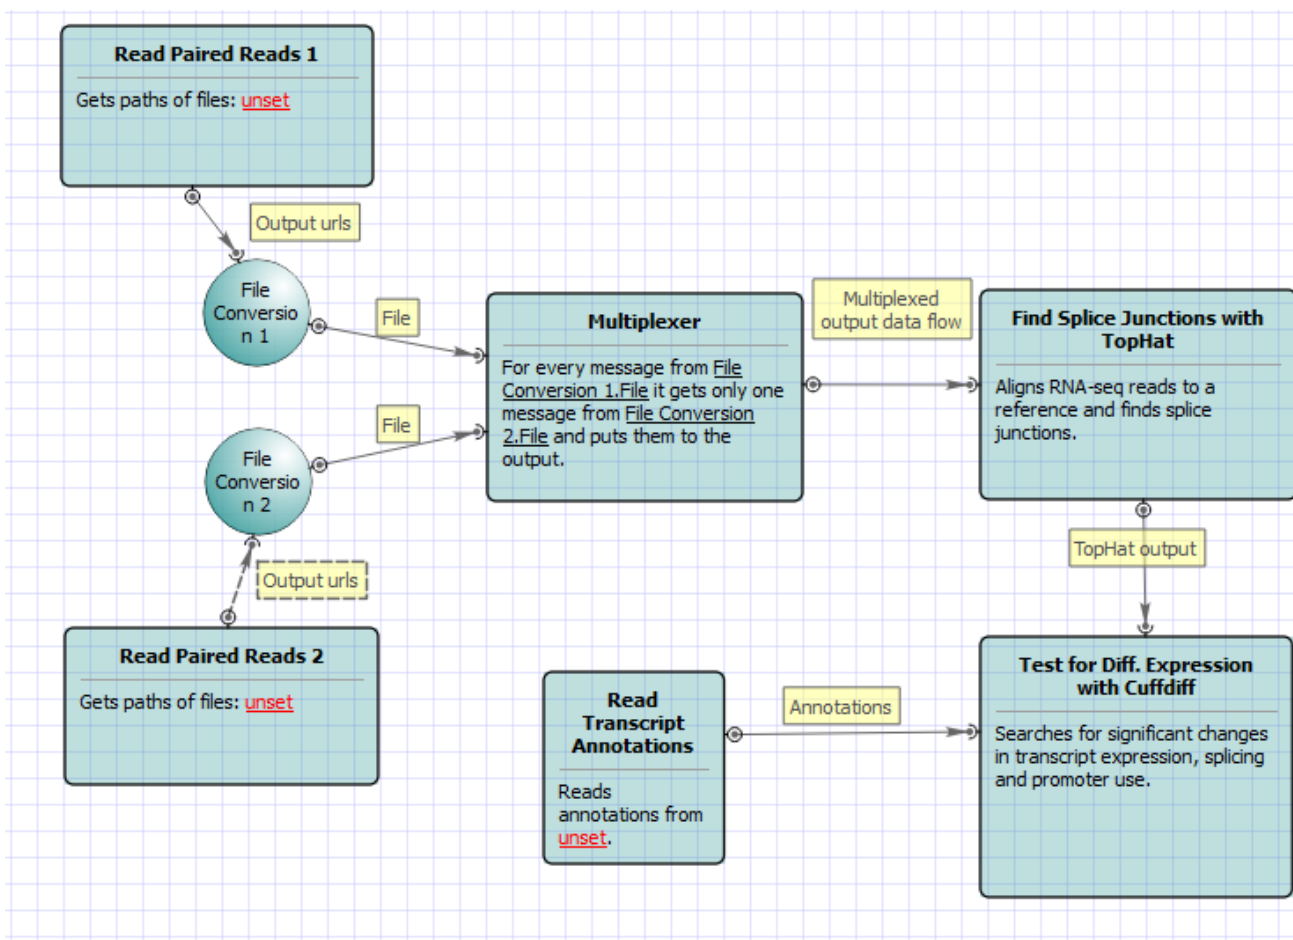 Read Paired Reads 1
Gets paths of files: unset
Output urls
File
Conversio
n 1
File
Multiplexer
For every message from File
Conversion 1.File it gets only one
message from File Conversion
2.File and puts them to the
output.
Multiplexed
output data flow
Find Splice Junctions with
TopHat
Aligns RNA-seq reads to a
reference and finds splice
junctions.
File
File
Conversio
n 2
Output urls
Read Paired Reads 2
Gets paths of files: unset
TopHat output
Read
Transcript
Annotations
Reads
annotations from
unset.
Annotations
Test for Diff. Expression
with Cuffdiff
Searches for significant changes
in transcript expression, splicing
and promoter use.